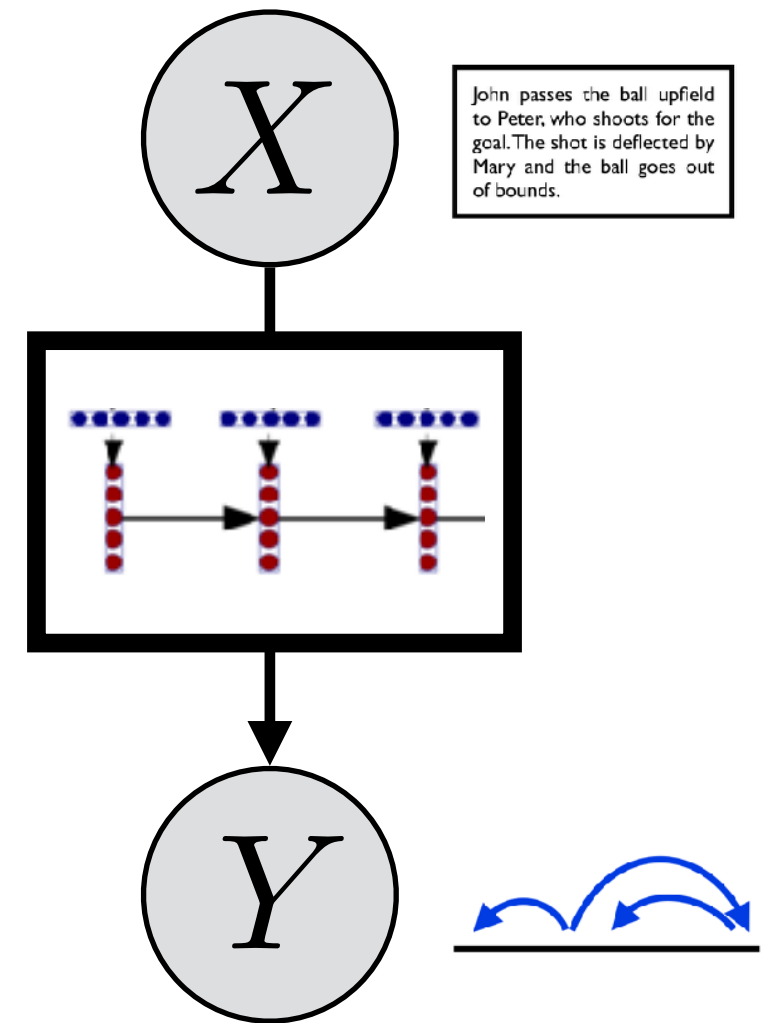 X
John passes the ball upfield
to Peter, who shoots for the
goal. The shot is deflected by
Mary and the ball goes out
of bounds.
Y